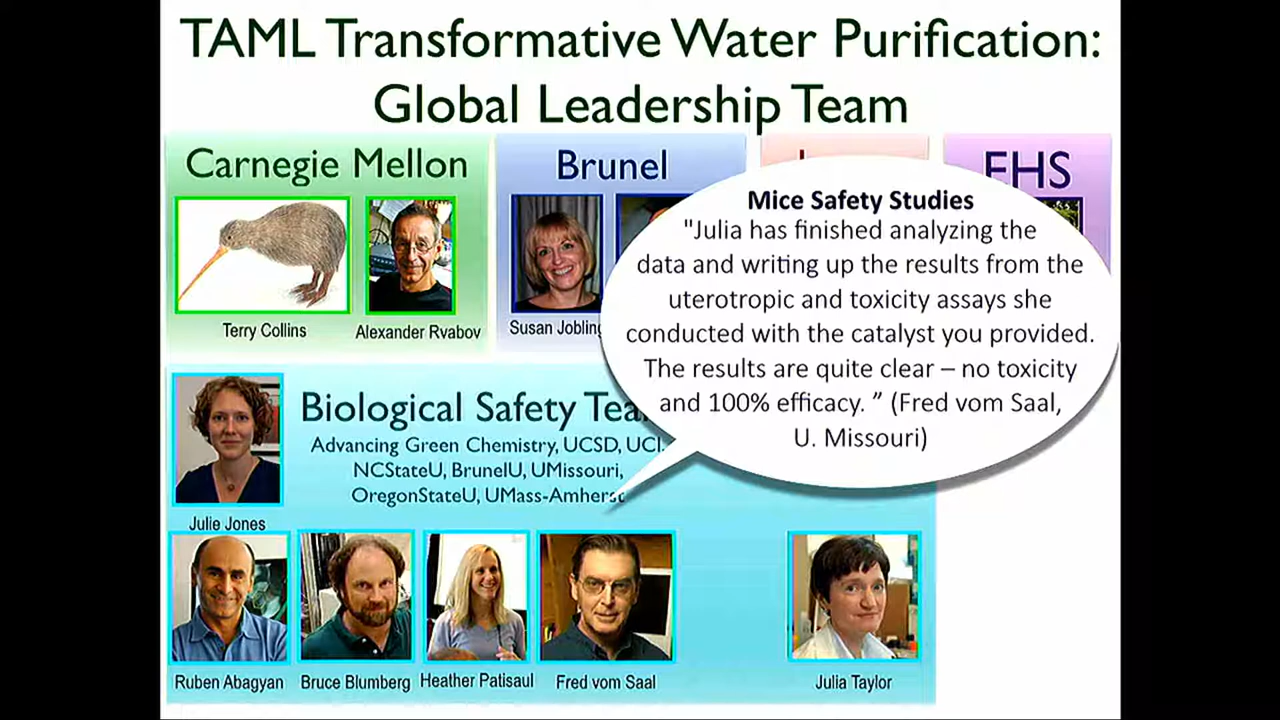 TAML Transformative Water Purification:
Global Leadership Team
Carnegie Mellon
Brunel
EHS
Terry Collins
Alexander Ryabov
Susan Jobling
Mice Safety Studies
"Julia has finished analyzing the
data and writing up the results from the
uterotropic and toxicity assays she
conducted with the catalyst you provided.
The results are quite clear – no toxicity
and 100% efficacy. ” (Fred vom Saal,
U. Missouri)
Biological Safety Tea
Advancing Green Chemistry, UCSD, UCI,
NCStateU, BrunelU, UMissouri,
OregonStateU, UMass-Amherst
Julie Jones
Ruben Abagyan
Bruce Blumberg
Heather Patisaul
Fred vom Saal
Julia Taylor